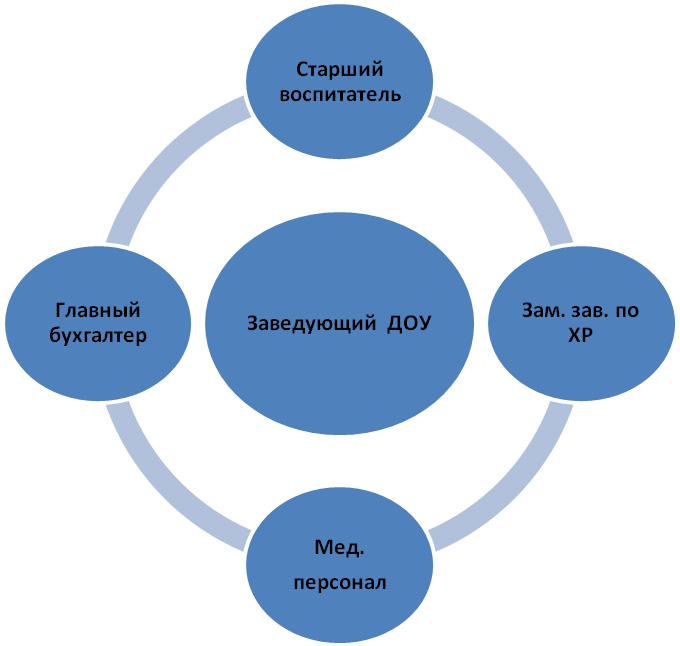 Старший
воспитатель
Главный
бухгалтер
Заведующий ДОУ
Зам. зав. по
ХР
Мед.
персонал